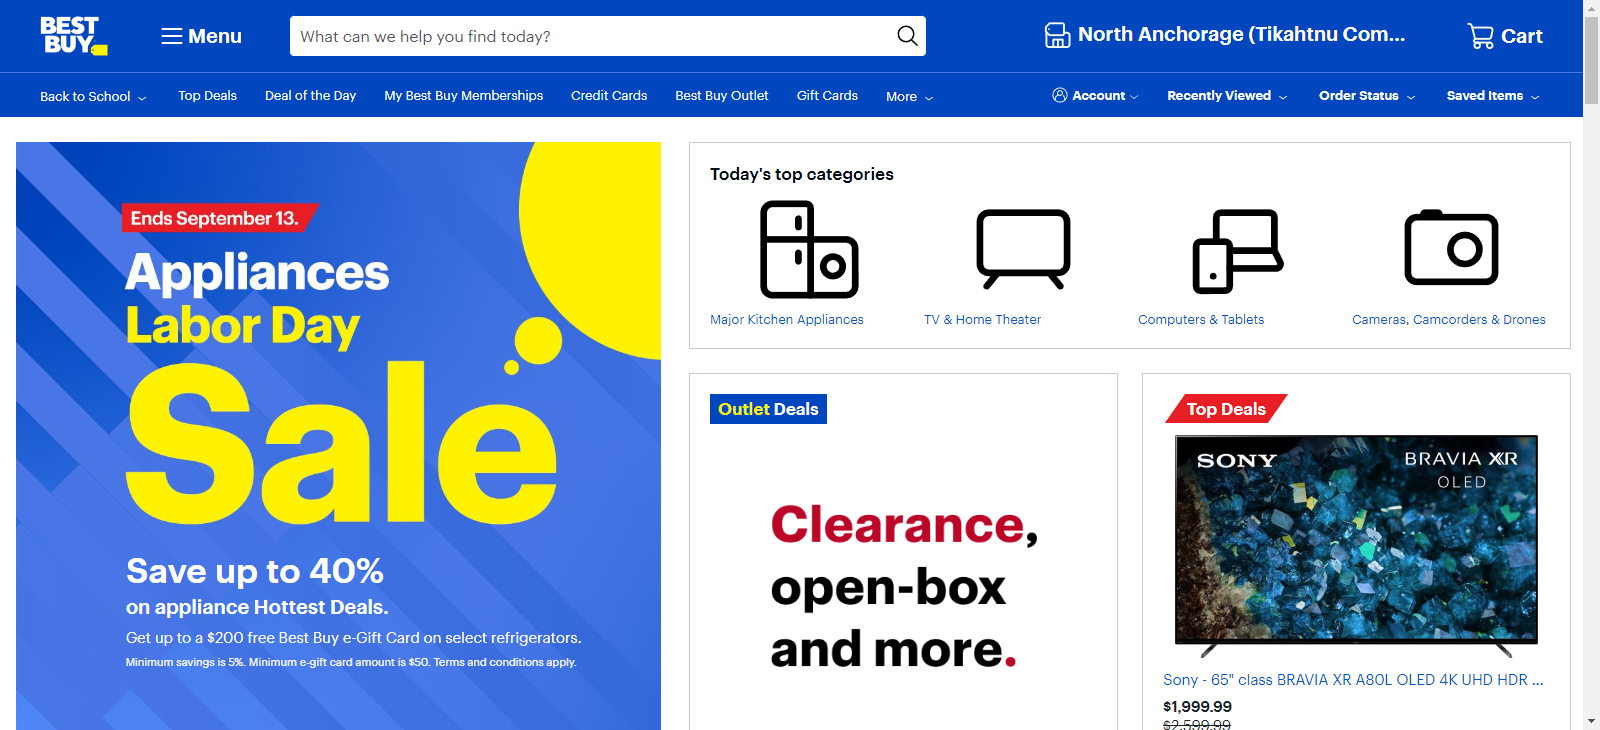 BEST
BUY
Menu
What can we help you find today?
North Anchorage (Tikahtnu Com...
Cart
Back to School
Top Deals
Deal of the Day
My Best Buy Memberships
Credit Cards
Best Buy Outlet
Gift Cards
More
Account
Recently Viewed
Order Status
Saved Items
Ends September 13.
Appliances
Labor Day
Sale
Save up to 40%
on appliance Hottest Deals.
Get up to a $200 free Best Buy e-Gift Card on select refrigerators.
Minimum savings is 5%. Minimum e-gift card amount is $50. Terms and conditions apply.
Today's top categories
Major Kitchen Appliances
TV & Home Theater
Computers & Tablets
Cameras, Camcorders & Drones
Outlet Deals
Clearance,
open-box
and more.
Top Deals
SONY
BRAVIA XR
OLED
Sony - 65" class BRAVIA XR A80L OLED 4K UHD HDR ...
$1,999.99
$2,599.99